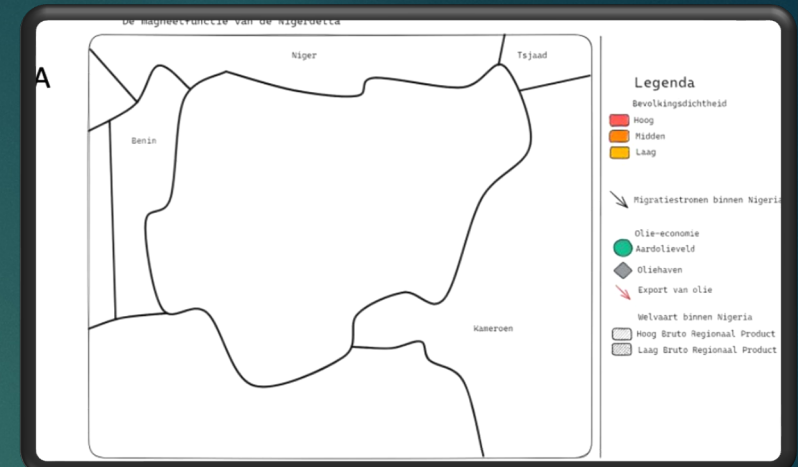 De magneetfunctie van de Nigerdelta
A
Niger
Tsjaad
Benin
Kameroen
Legenda
Bevolkingsdichtheid
Hoog
Midden
Laag
Migratiestromen binnen Nigeria
Olie-economie
Aardolieveld
Oliehaven
Export van olie
Welvaart binnen Nigeria
Hoog Bruto Regionaal Product
Laag Bruto Regionaal Product